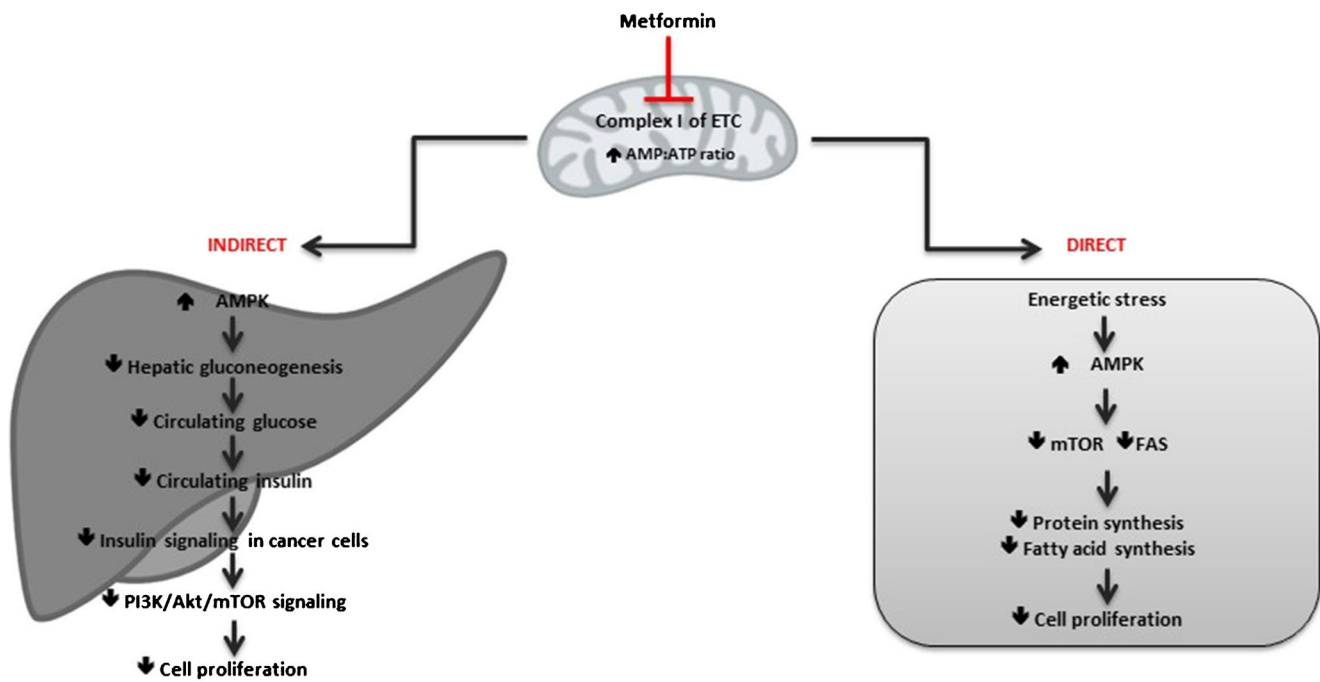 Metformin
Complex I of ETC
↑ AMP:ATP ratio
INDIRECT
↑ AMPK
↓ Hepatic gluconeogenesis
↓ Circulating glucose
↓ Circulating insulin
↓ Insulin signaling in cancer cells
↓ PI3K/Akt/mTOR signaling
↓ Cell proliferation
DIRECT
Energetic stress
↑ AMPK
↓ mTOR ↓ FAS
↓ Protein synthesis
↓ Fatty acid synthesis
↓ Cell proliferation